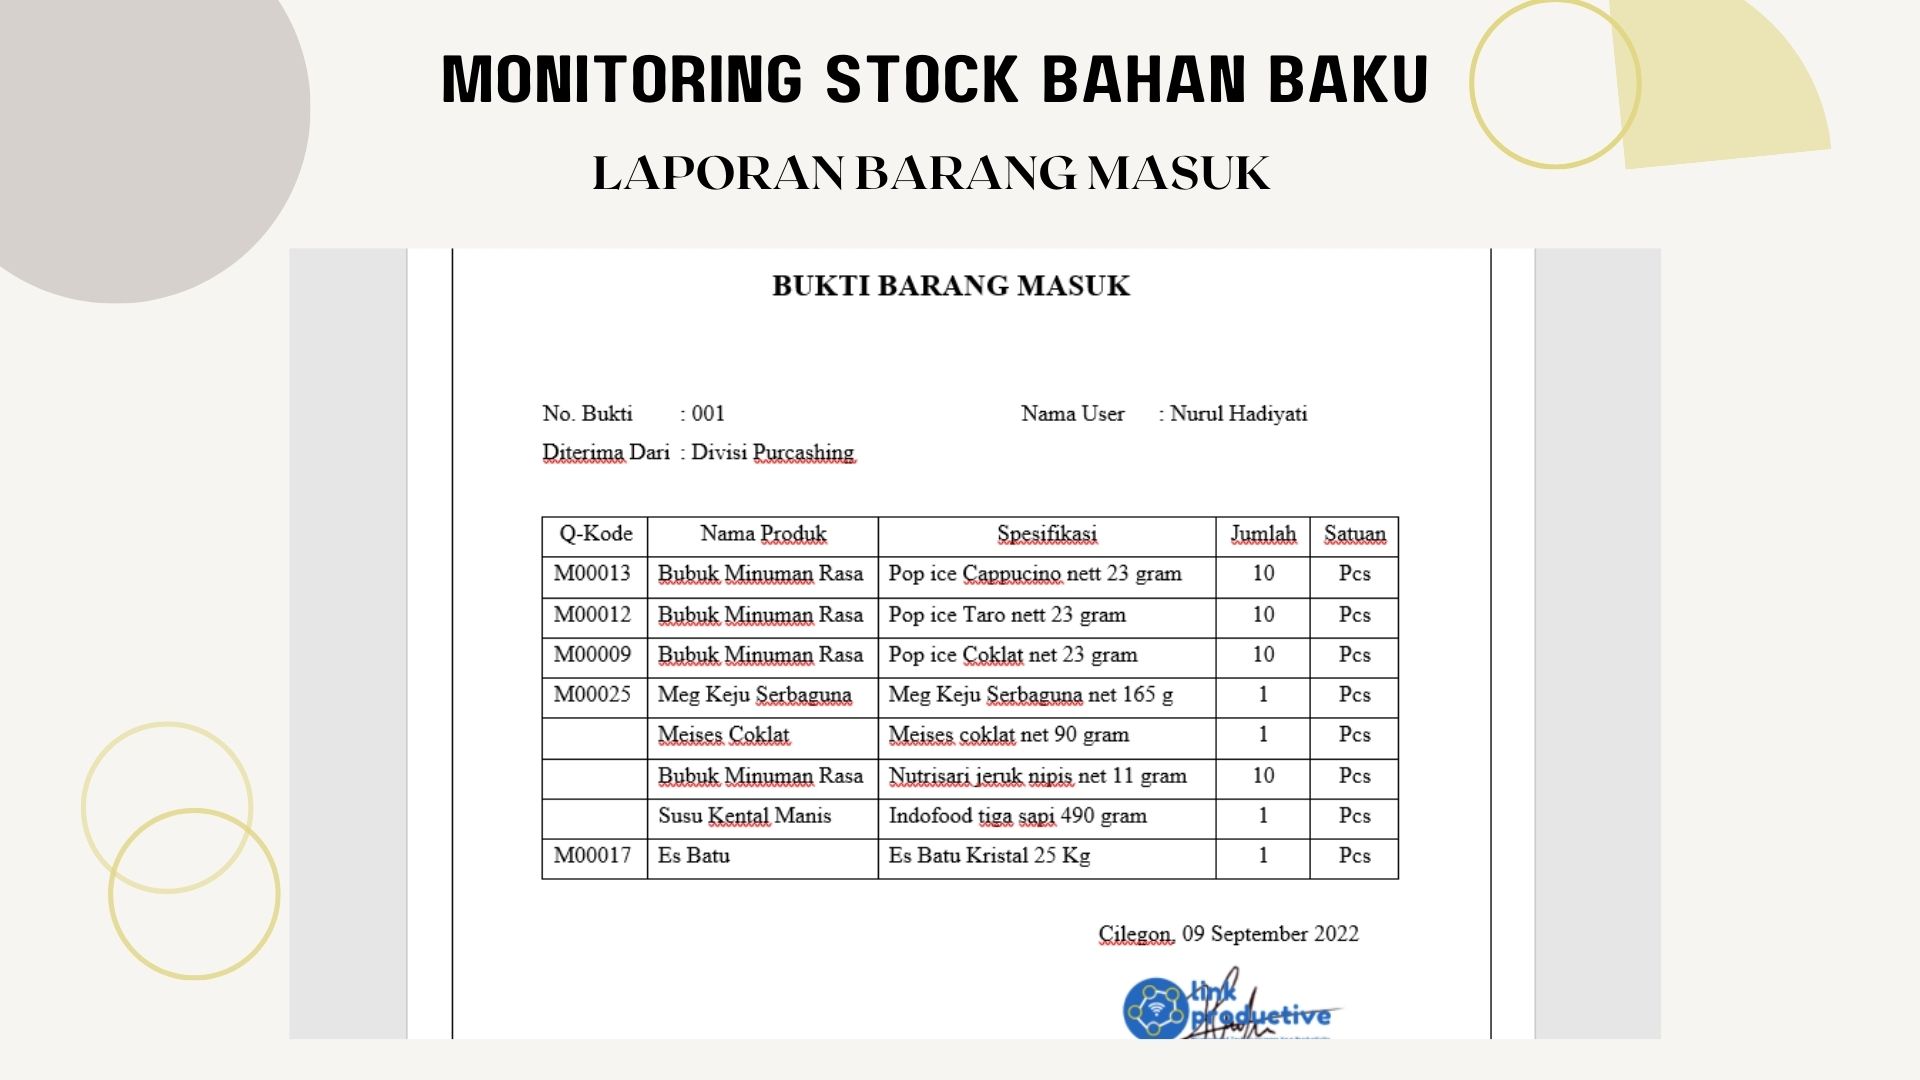 MONITORING STOCK BAHAN BAKU
LAPORAN BARANG MASUK
BUKTI BARANG MASUK
No. Bukti : 001 Nama User : Nurul Hadiyati
Diterima Dari : Divisi Purcashing
Q-Kode Nama Produk Spesifikasi Jumlah Satuan
M00013 Bubuk Minuman Rasa Pop ice Cappucino nett 23 gram 10 Pcs
M00012 Bubuk Minuman Rasa Pop ice Taro nett 23 gram 10 Pcs
M00009 Bubuk Minuman Rasa Pop ice Coklat net 23 gram 10 Pcs
M00025 Meg Keju Serbaguna Meg Keju Serbaguna net 165 g 1 Pcs
Meises Coklat Meises coklat net 90 gram 1 Pcs
Bubuk Minuman Rasa Nutrisari jeruk nipis net 11 gram 10 Pcs
Susu Kental Manis Indofood tiga sapi 490 gram 1 Pcs
M00017 Es Batu Es Batu Kristal 25 Kg 1 Pcs
Cilegon, 09 September 2022
link
productive